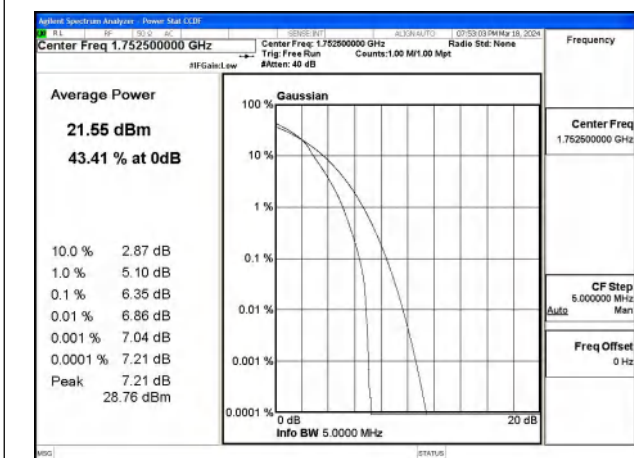 Agilent Spectrum Analyzer - Power Stat CCDF
RL RF 50 Ω AC SENSE:INT ALIGN AUTO 07:53:03 PM Mar 18, 2024
Center Freq 1.752500000 GHz
Center Freq: 1.752500000 GHz Radio Std: None
Trig: Free Run Counts:1.00 M/1.00 Mpt
#IFGain:Low #Atten: 40 dB
Frequency
Average Power
21.55 dBm
43.41 % at 0dB
10.0 % 2.87 dB
1.0 % 5.10 dB
0.1 % 6.35 dB
0.01 % 6.86 dB
0.001 % 7.04 dB
0.0001 % 7.21 dB
Peak 7.21 dB
28.76 dBm
100 % Gaussian
10 %
1 %
0.1 %
0.01 %
0.001 %
0.0001 %
0 dB 20 dB
Info BW 5.0000 MHz
Center Freq
1.752500000 GHz
CF Step
5.000000 MHz
Auto Man
Freq Offset
0 Hz
MSG STATUS